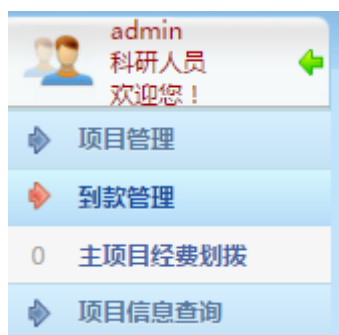 admin
科研人员
欢迎您！
项目管理
到款管理
0 主项目经费划拨
项目信息查询